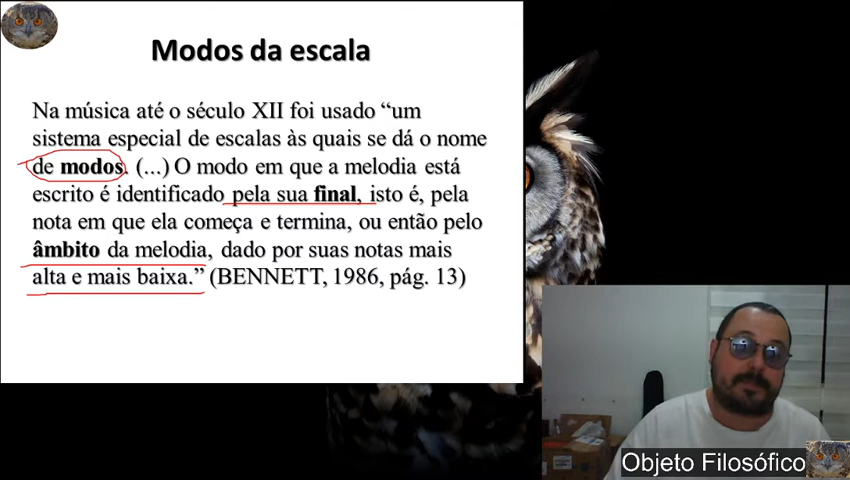 Modos da escala
Na música até o século XII foi usado “um
sistema especial de escalas às quais se dá o nome
de modos. (...) O modo em que a melodia está
escrito é identificado pela sua final, isto é, pela
nota em que ela começa e termina, ou então pelo
âmbito da melodia, dado por suas notas mais
alta e mais baixa.” (BENNETT, 1986, pág. 13)
Objeto Filosófico